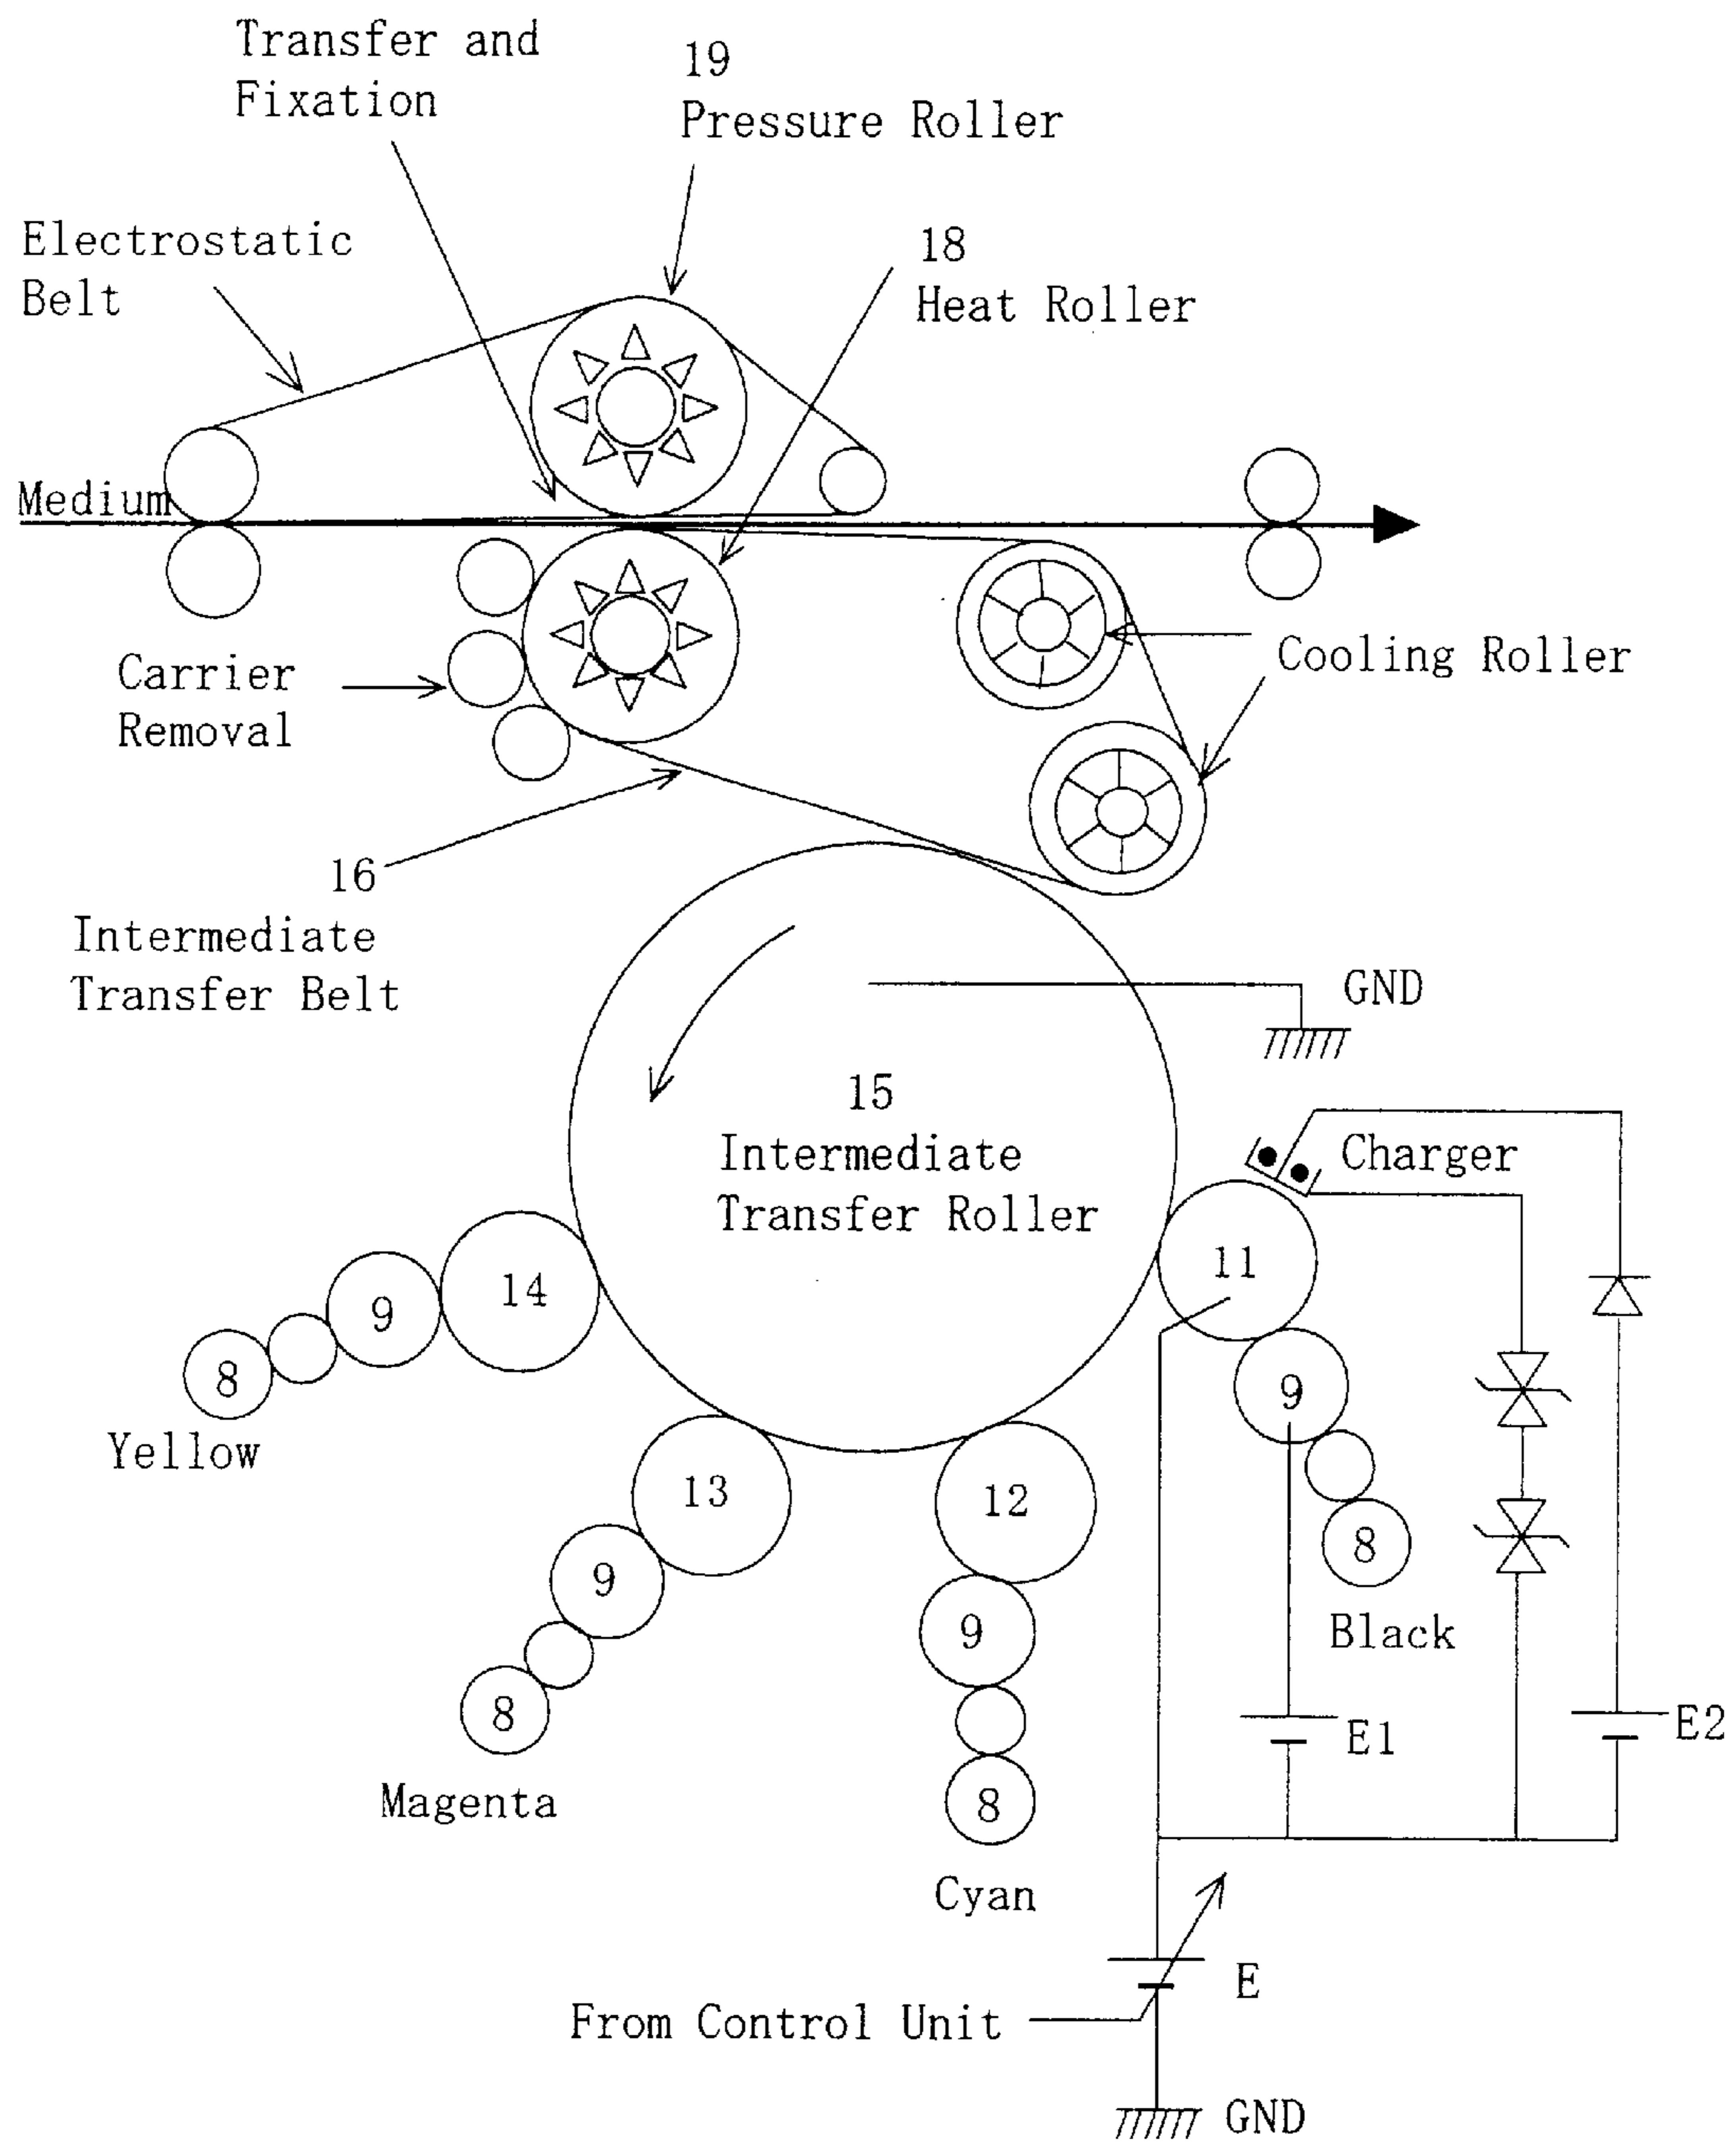 Transfer and
Fixation
19
Pressure Roller
Electrostatic
Belt
18
Heat Roller
Medium
Carrier
Removal
Cooling Roller
16
Intermediate
Transfer Belt
GND
15
Intermediate
Transfer Roller
Charger
11
14
9
8
Yellow
9
13
12
9
8
9
8
Black
Magenta
9
8
Cyan
E1
E2
E
From Control Unit
GND